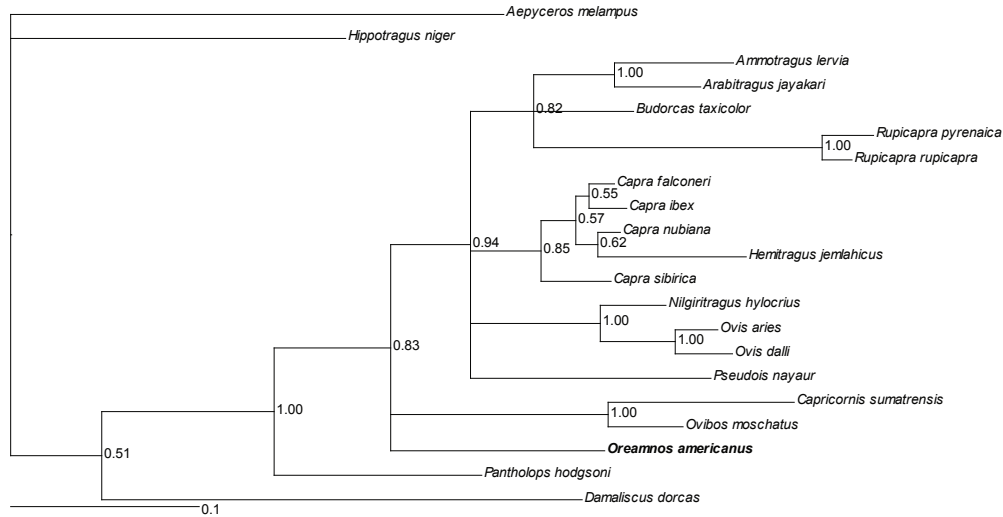 Aepyceros melampus
Hippotragus niger
Ammotragus lervia
1.00
Arabitragus jayakari
0.82
Budorcas taxicolor
Rupicapra pyrenaica
1.00
Rupicapra rupicapra
Capra falconeri
0.55
Capra ibex
0.57
Capra nubiana
0.94
0.85
0.62
Hemitragus jemlahicus
Capra sibirica
Nilgiritragus hylocrius
1.00
Ovis aries
1.00
0.83
Ovis dalli
Pseudois nayaur
Capricornis sumatrensis
1.00
1.00
Ovibos moschatus
Oreamnos americanus
0.51
Pantholops hodgsoni
Damaliscus dorcas
0.1